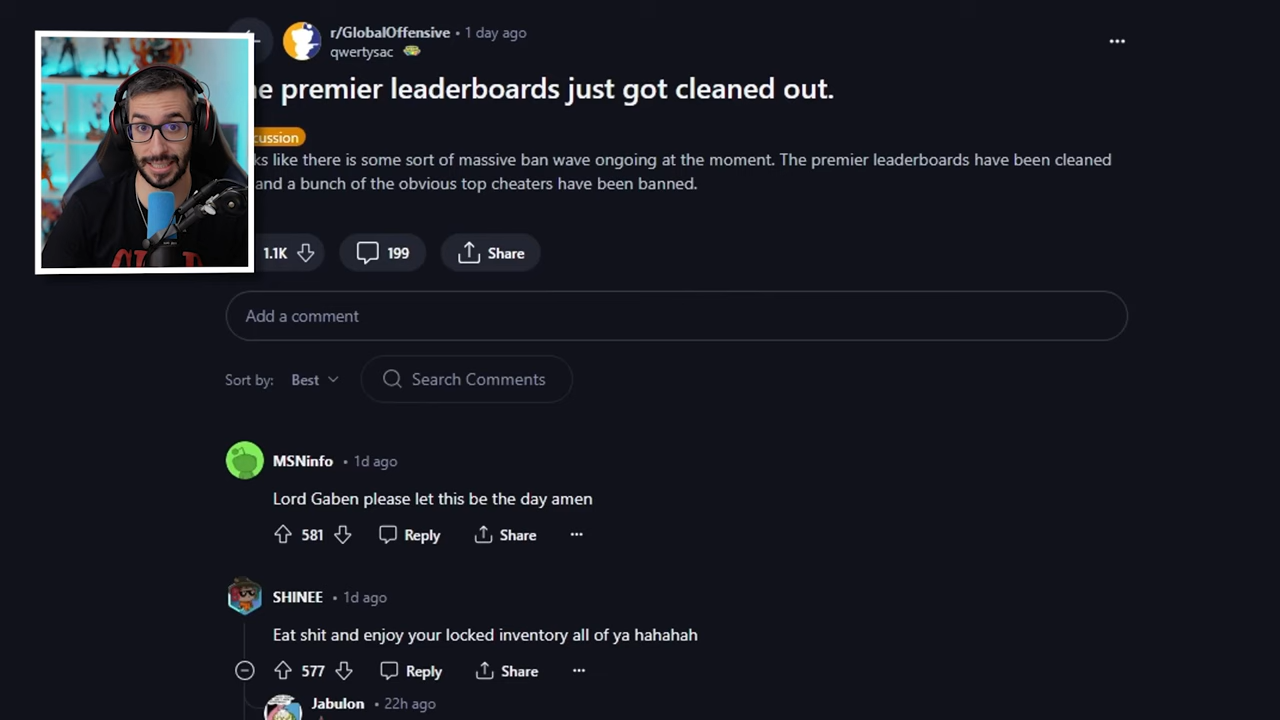 r/GlobalOffensive • 1 day ago
qwertysac
premier leaderboards just got cleaned out.
like there is some sort of massive ban wave ongoing at the moment. The premier leaderboards have been cleaned
and a bunch of the obvious top cheaters have been banned.
1.1K
199
Share
Add a comment
Sort by:
Best
Search Comments
MSNinfo • 1d ago
Lord Gaben please let this be the day amen
581
Reply
Share
SHINEE • 1d ago
Eat shit and enjoy your locked inventory all of ya hahahah
577
Reply
Share
Jabulon • 22h ago